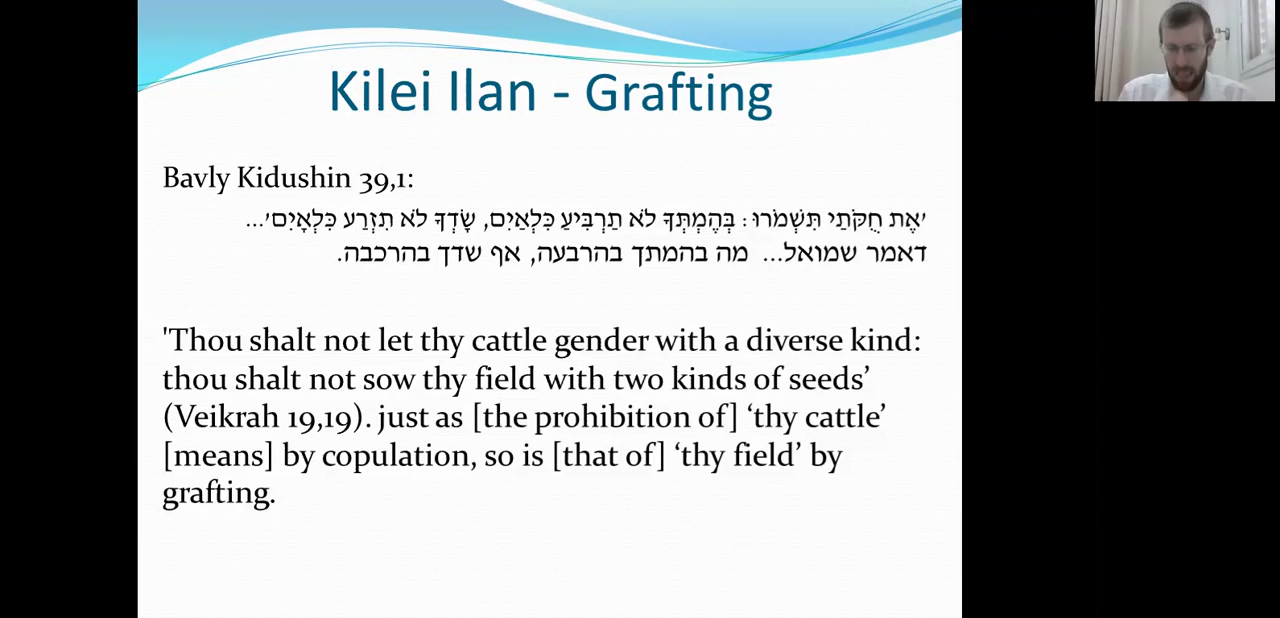 Kilei Ilan - Grafting
Bavly Kidushin 39,1:
'אֶת חֻקֹּתַי תִּשְׁמֹרוּ: בְּהֶמְתְּךָ לֹא תַרְבִּיעַ כִּלְאַיִם, שָׂדְךָ לֹא תִזְרַע כִּלְאָיִם'...
דאמר שמואל... מה בהמתך בהרבעה, אף שדך בהרכבה.
'Thou shalt not let thy cattle gender with a diverse kind:
thou shalt not sow thy field with two kinds of seeds’
(Veikrah 19,19). just as [the prohibition of] ‘thy cattle’
[means] by copulation, so is [that of] ‘thy field’ by
grafting.